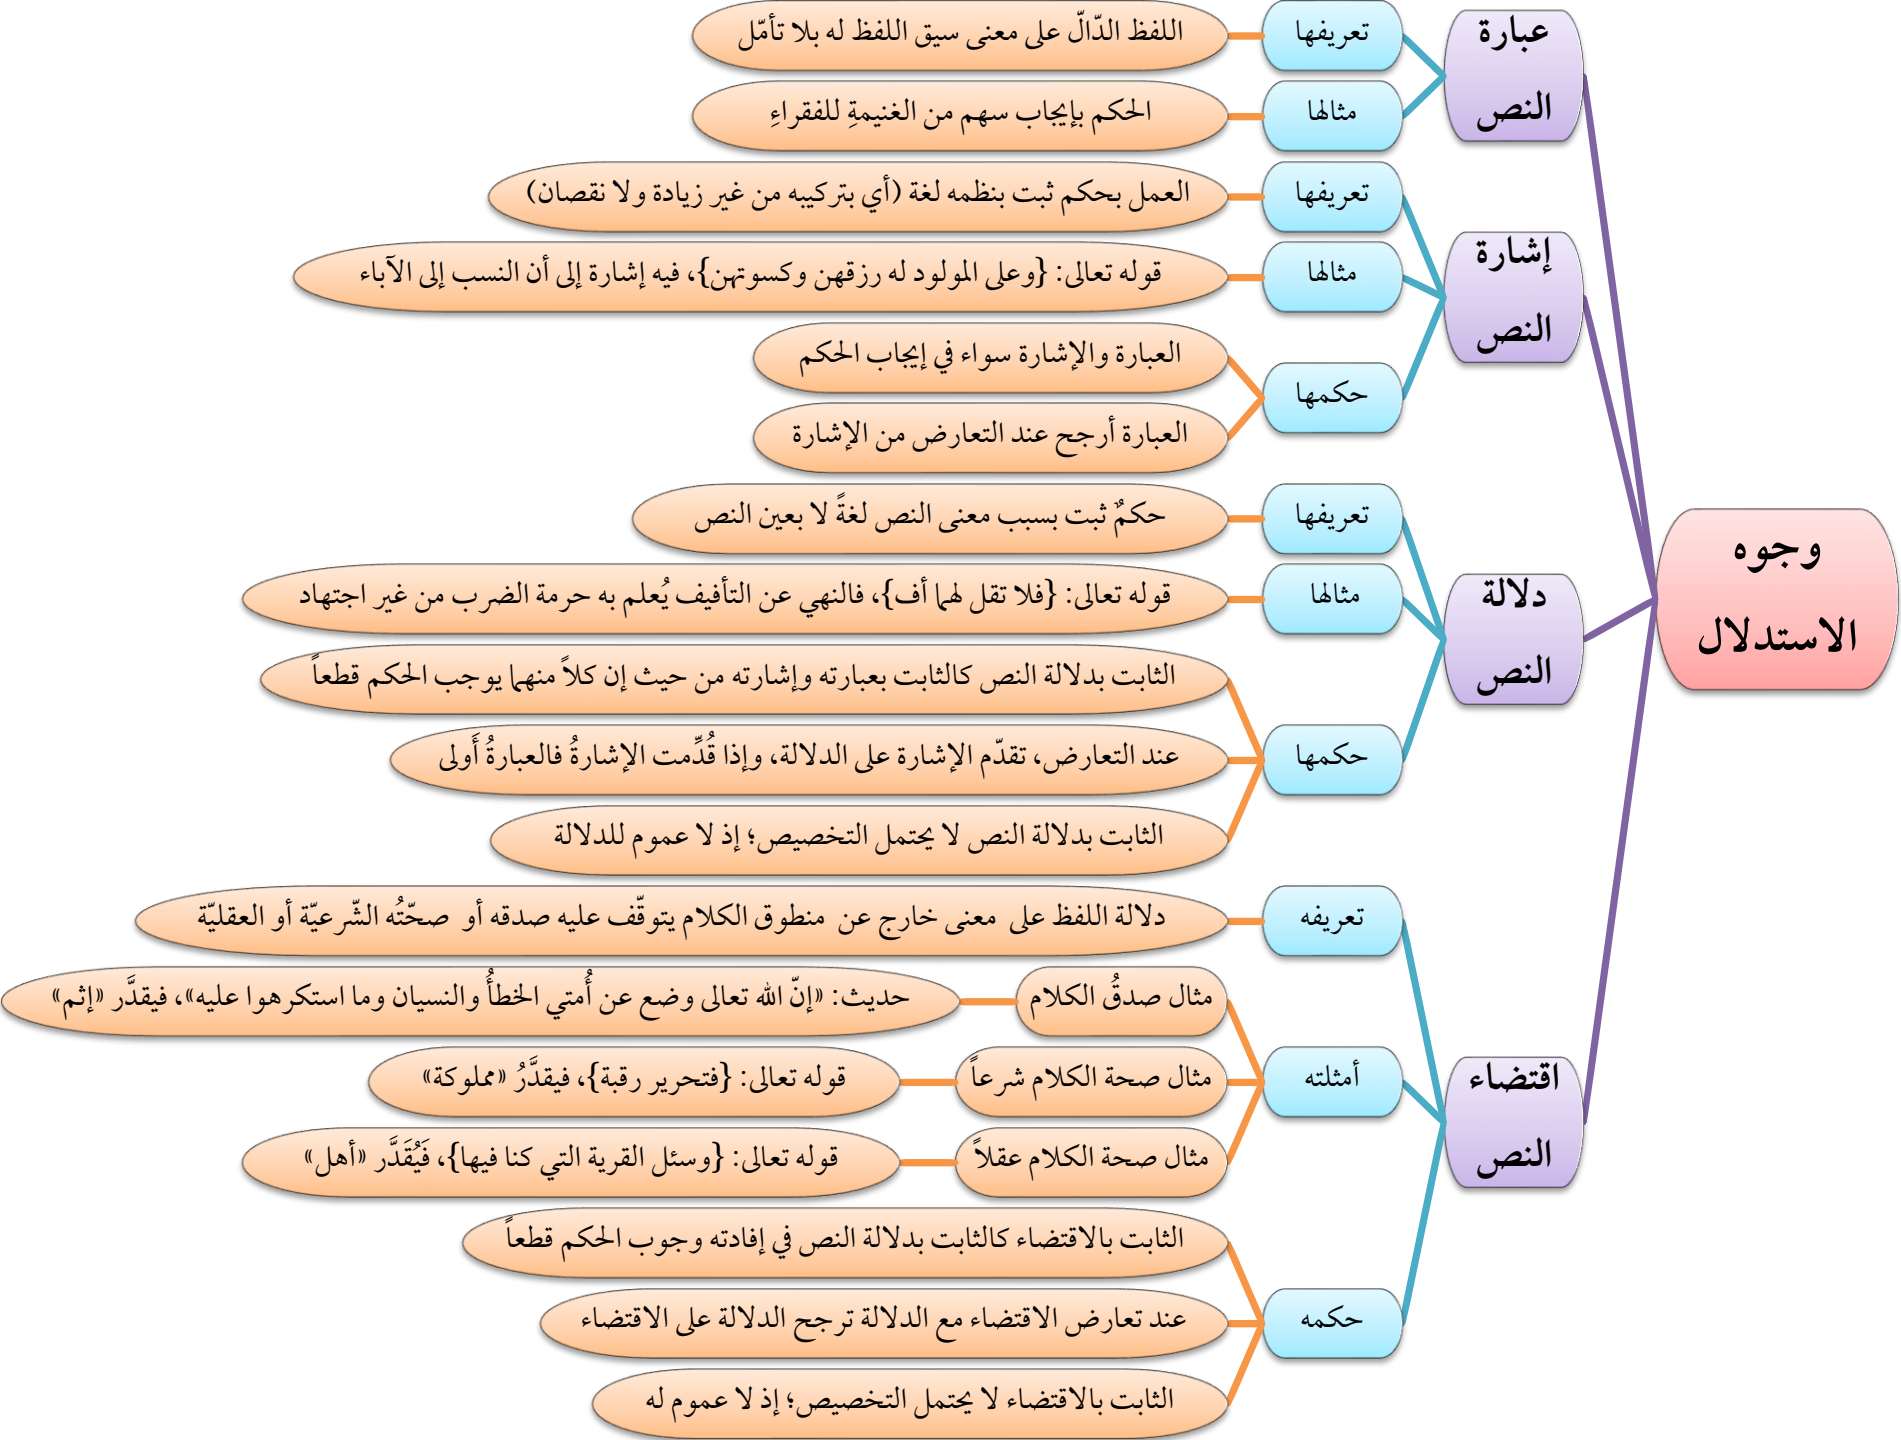 وجوه
الاستدلال
عبارة
النص
تعريفها
اللفظ الدّالّ على معنى سيق اللفظ له بلا تأمّل
مثالها
الحكم بإيجاب سهم من الغنيمةِ للفقراءِ
إشارة
النص
تعريفها
العمل بحكم ثبت بنظمه لغة (أي بتركيبه من غير زيادة ولا نقصان)
مثالها
قوله تعالى: {وعلى المولود له رزقهن وكسوتهن}، فيه إشارة إلى أن النسب إلى الآباء
حكمها
العبارة والإشارة سواء في إيجاب الحكم
العبارة أرجح عند التعارض من الإشارة
دلالة
النص
تعريفها
حكمٌ ثبت بسبب معنى النص لغةً لا بعين النص
مثالها
قوله تعالى: {فلا تقل لهما أف}، فالنهي عن التأفيف يُعلم به حرمة الضرب من غير اجتهاد
حكمها
الثابت بدلالة النص كالثابت بعبارته وإشارته من حيث إن كلاً منهما يوجب الحكم قطعاً
عند التعارض، تقدّم الإشارة على الدلالة، وإذا قُدِّمت الإشارةُ فالعبارةُ أَولى
الثابت بدلالة النص لا يحتمل التخصيص؛ إذ لا عموم للدلالة
اقتضاء
النص
تعريفه
دلالة اللفظ على معنى خارج عن منطوق الكلام يتوقّف عليه صدقه أو صحّتُه الشّرعيّة أو العقليّة
أمثلته
مثال صدقُ الكلام
حديث: «إنّ الله تعالى وضع عن أُمتي الخطأُ والنسيان وما استكرهوا عليه»، فيقدَّر «إثم»
مثال صحة الكلام شرعاً
قوله تعالى: {فتحرير رقبة}، فيقدَّرُ «مملوكة»
مثال صحة الكلام عقلاً
قوله تعالى: {وسئل القرية التي كنا فيها}، فَيُقَدَّر «أهل»
حكمه
الثابت بالاقتضاء كالثابت بدلالة النص في إفادته وجوب الحكم قطعاً
عند تعارض الاقتضاء مع الدلالة ترجح الدلالة على الاقتضاء
الثابت بالاقتضاء لا يحتمل التخصيص؛ إذ لا عموم له